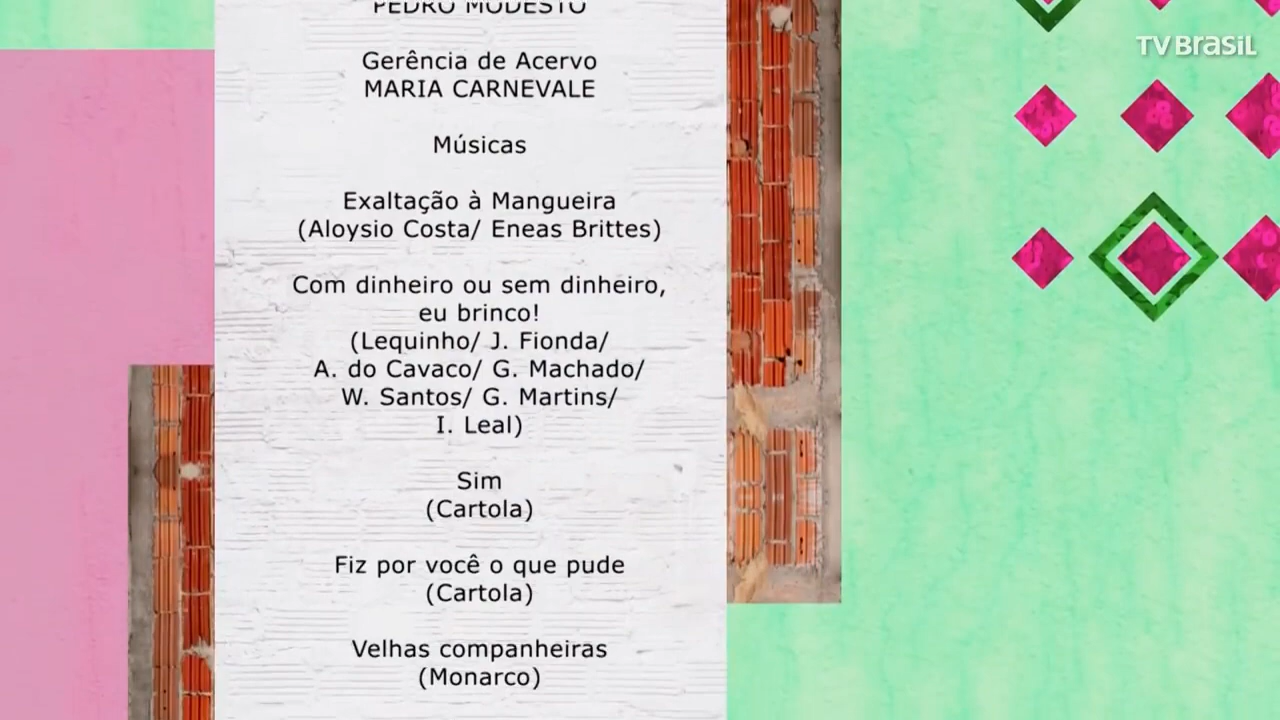 PEDRO MODESTO
Gerência de Acervo
MARIA CARNEVALE
Músicas
Exaltação à Mangueira
(Aloysio Costa/ Eneas Brittes)
Com dinheiro ou sem dinheiro,
eu brinco!
(Lequinho/ J. Fionda/
A. do Cavaco/ G. Machado/
W. Santos/ G. Martins/
I. Leal)
Sim
(Cartola)
Fiz por você o que pude
(Cartola)
Velhas companheiras
(Monarco)
TV BRASIL